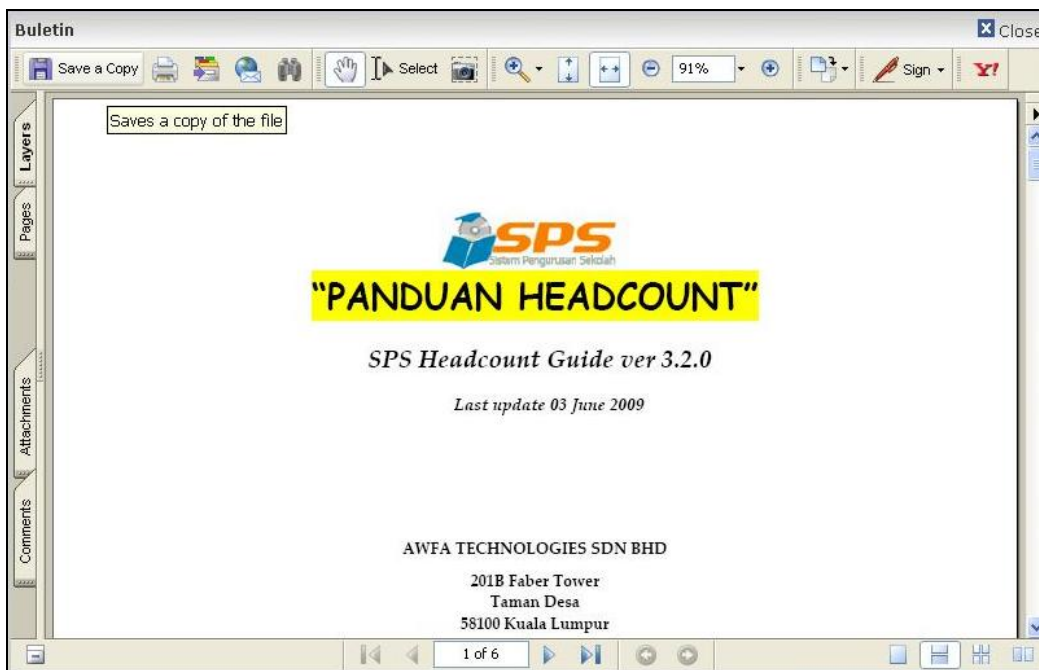 Buletin
Close
Save a Copy
Select
91%
Sign
Y!
Saves a copy of the file
Layers
Pages
Attachments
Comments
SPS
Sistem Pengurusan Sekolah
“PANDUAN HEADCOUNT”
SPS Headcount Guide ver 3.2.0
Last update 03 June 2009
AWFA TECHNOLOGIES SDN BHD
201B Faber Tower
Taman Desa
58100 Kuala Lumpur
1 of 6